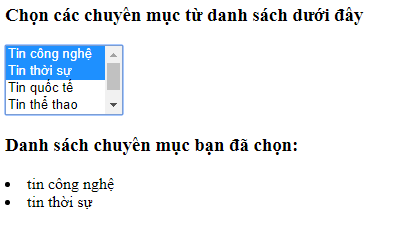 Chọn các chuyên mục từ danh sách dưới đây
Tin công nghệ
Tin thời sự
Tin quốc tế
Tin thể thao
Danh sách chuyên mục bạn đã chọn:
tin công nghệ
tin thời sự